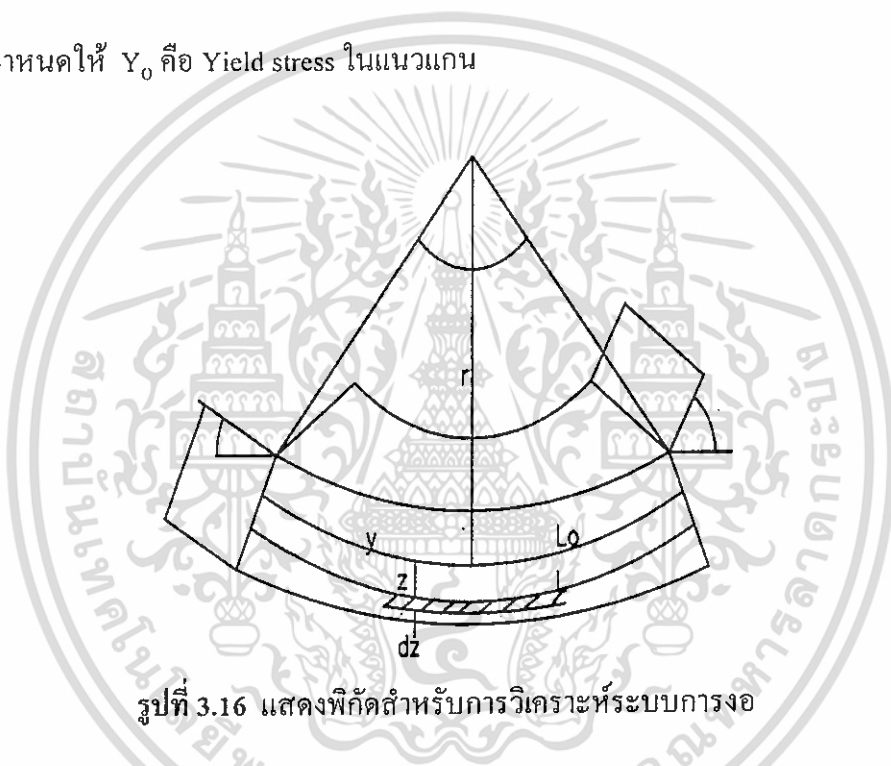 าหนดให้ Y₀ คือ Yield stress ในแนวแกน
r
y
Lo
z
L
dz
รูปที่ 3.16 แสดงพิกัดสำหรับการวิเคราะห์ระบบการงอ